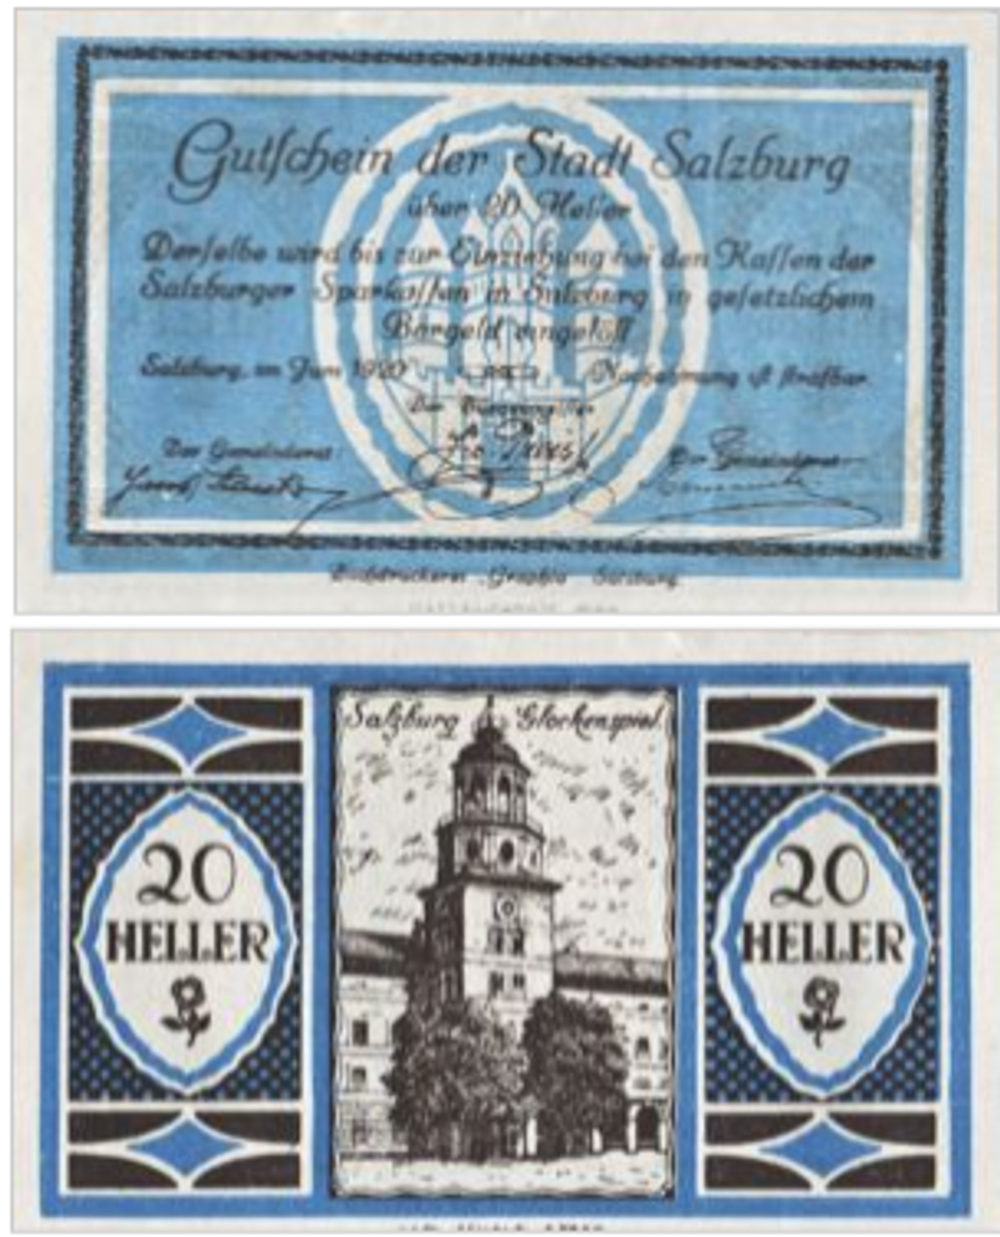 Gutschein der Stadt Salzburg
über 20 Heller
Derselbe wird bis zur Einziehung bei den Kassen der
Salzburger Sparkassen in Salzburg in gesetzlichem
Bargeld eingelöst
Salzburg, im Juni 1920 Nachahmung ist strafbar.
Der Bürgermeister
Der Gemeinderat: Der Gemeinderat
Buchdruckerei „Graphia" Salzburg
Salzburg Glockenspiel.
20 20
HELLER HELLER